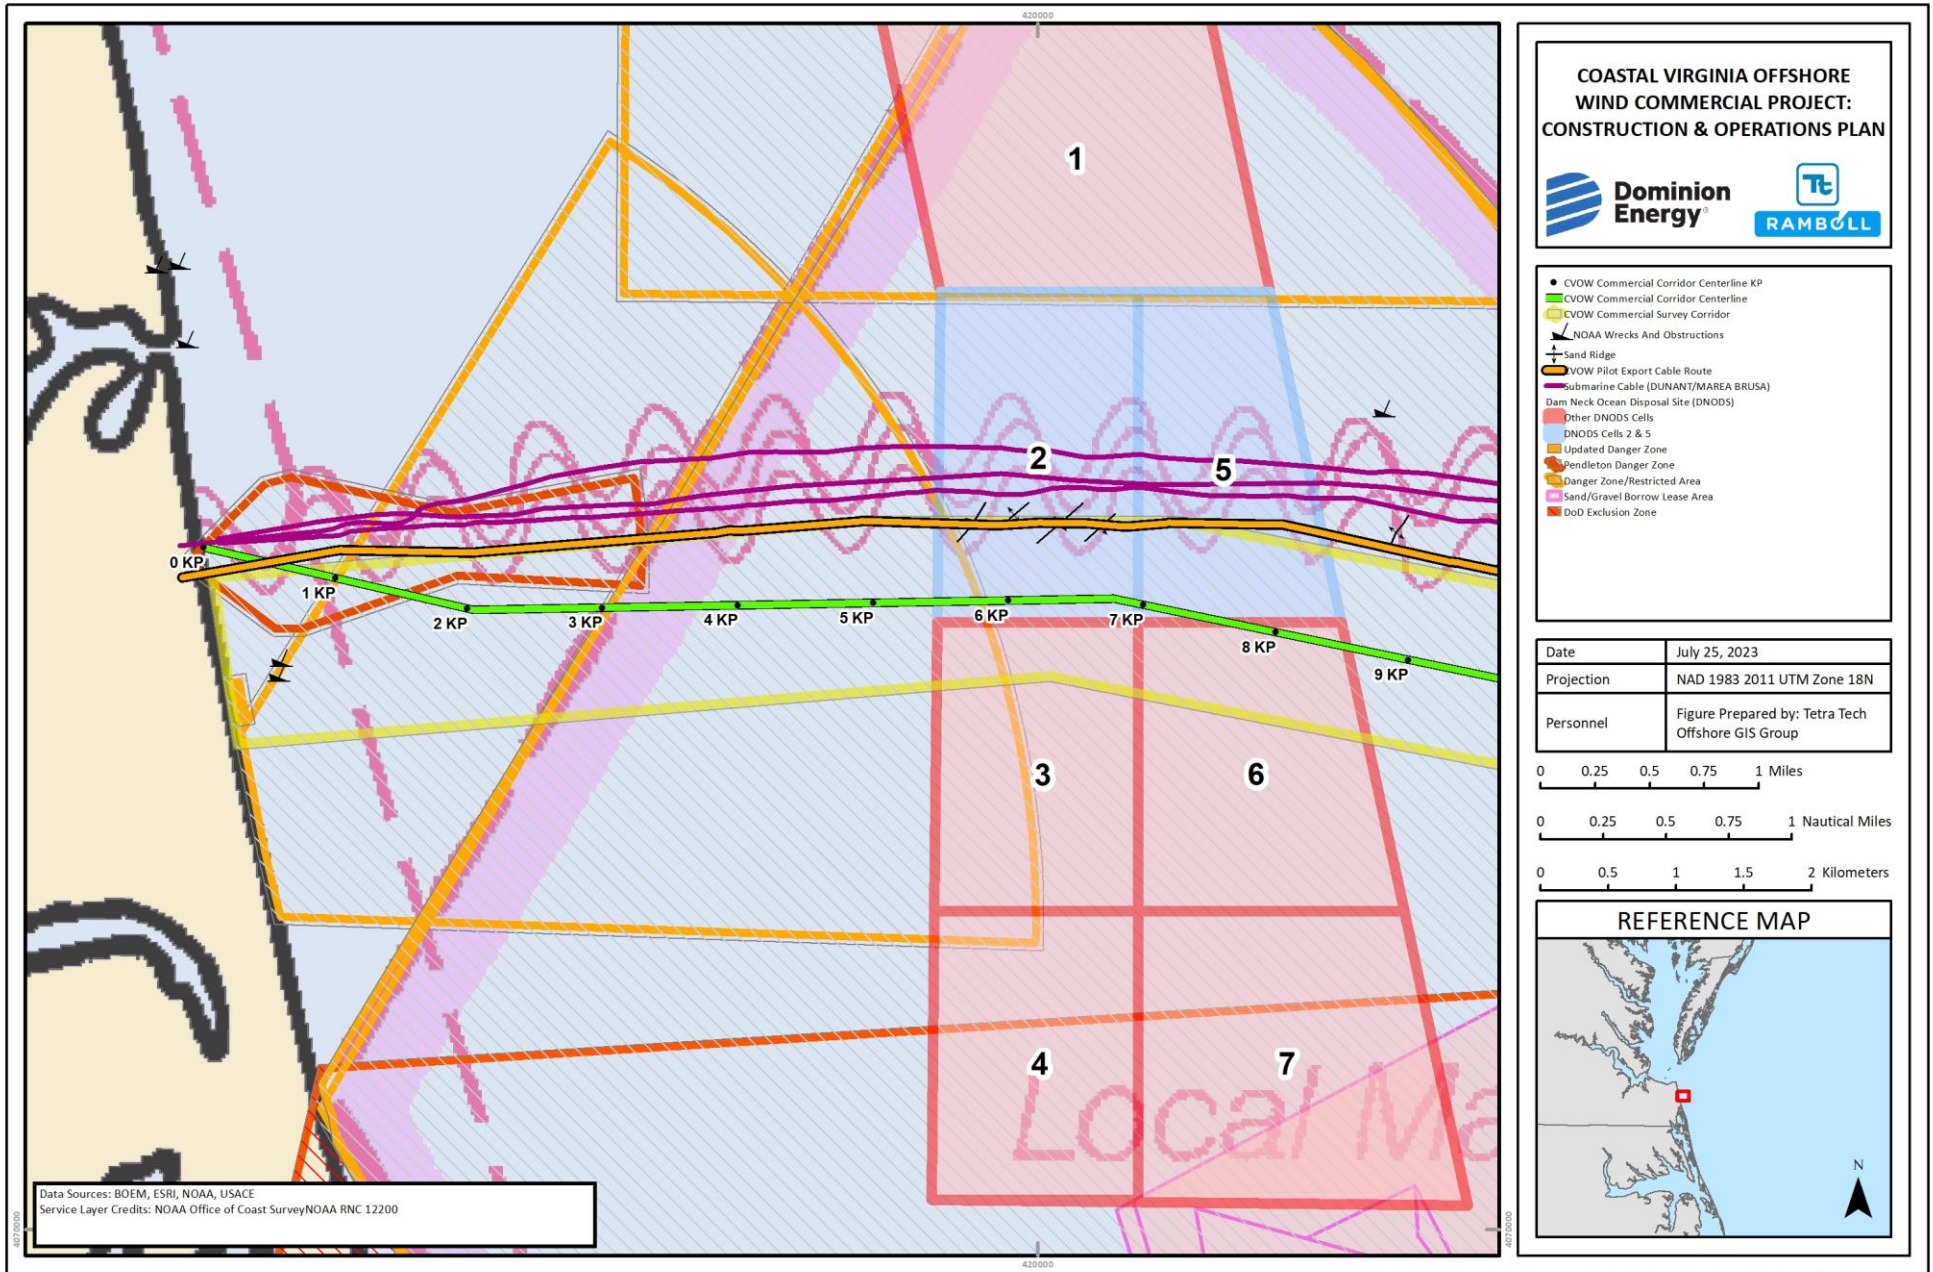 420000
1
2
5
0 KP
1 KP
2 KP
3 KP
4 KP
5 KP
6 KP
7 KP
8 KP
9 KP
3
6
4
7
Local Ma
Data Sources: BOEM, ESRI, NOAA, USACE
Service Layer Credits: NOAA Office of Coast SurveyNOAA RNC 12200
4070000
4070000
420000
COASTAL VIRGINIA OFFSHORE
WIND COMMERCIAL PROJECT:
CONSTRUCTION & OPERATIONS PLAN
Dominion
Energy®
Tt
RAMBOLL
CVOW Commercial Corridor Centerline KP
CVOW Commercial Corridor Centerline
CVOW Commercial Survey Corridor
NOAA Wrecks And Obstructions
Sand Ridge
CVOW Pilot Export Cable Route
Submarine Cable (DUNANT/MAREA BRUSA)
Dam Neck Ocean Disposal Site (DNODS)
Other DNODS Cells
DNODS Cells 2 & 5
Updated Danger Zone
Pendleton Danger Zone
Danger Zone/Restricted Area
Sand/Gravel Borrow Lease Area
DoD Exclusion Zone
Date July 25, 2023
Projection NAD 1983 2011 UTM Zone 18N
Personnel Figure Prepared by: Tetra Tech
Offshore GIS Group
0 0.25 0.5 0.75 1 Miles
0 0.25 0.5 0.75 1 Nautical Miles
0 0.5 1 1.5 2 Kilometers
REFERENCE MAP
N